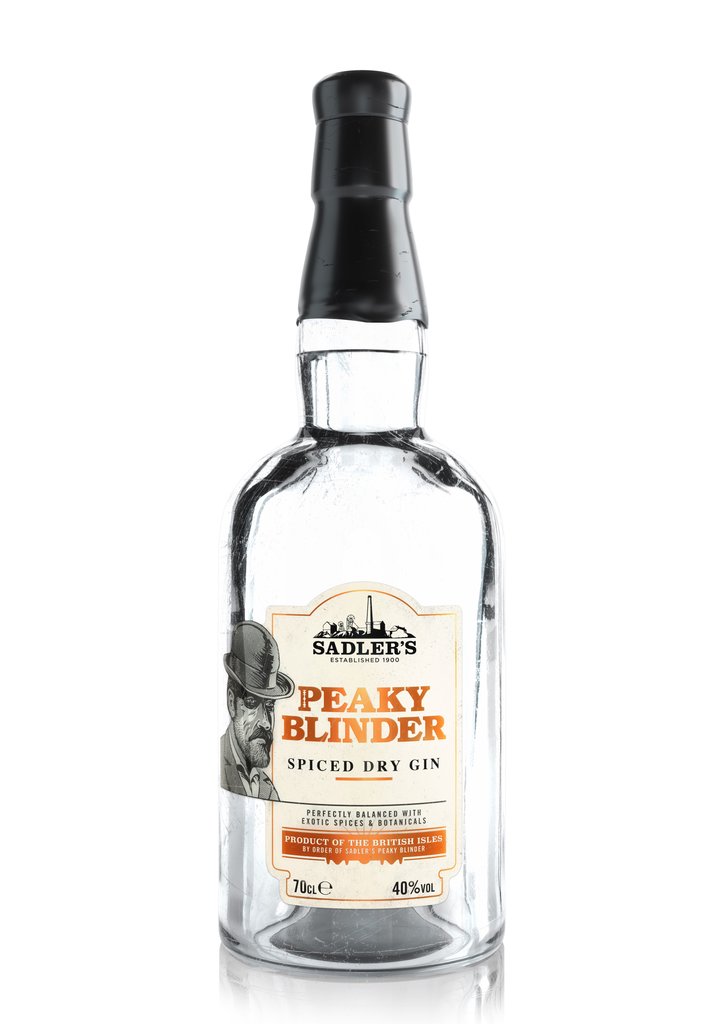 SADLER'S
ESTABLISHED 1900
PEAKY
BLINDER
SPICED DRY GIN
PERFECTLY BALANCED WITH
EXOTIC SPICES & BOTANICALS
PRODUCT OF THE BRITISH ISLES
BY ORDER OF SADLER'S PEAKY BLINDER
70CL℮ 40%VOL